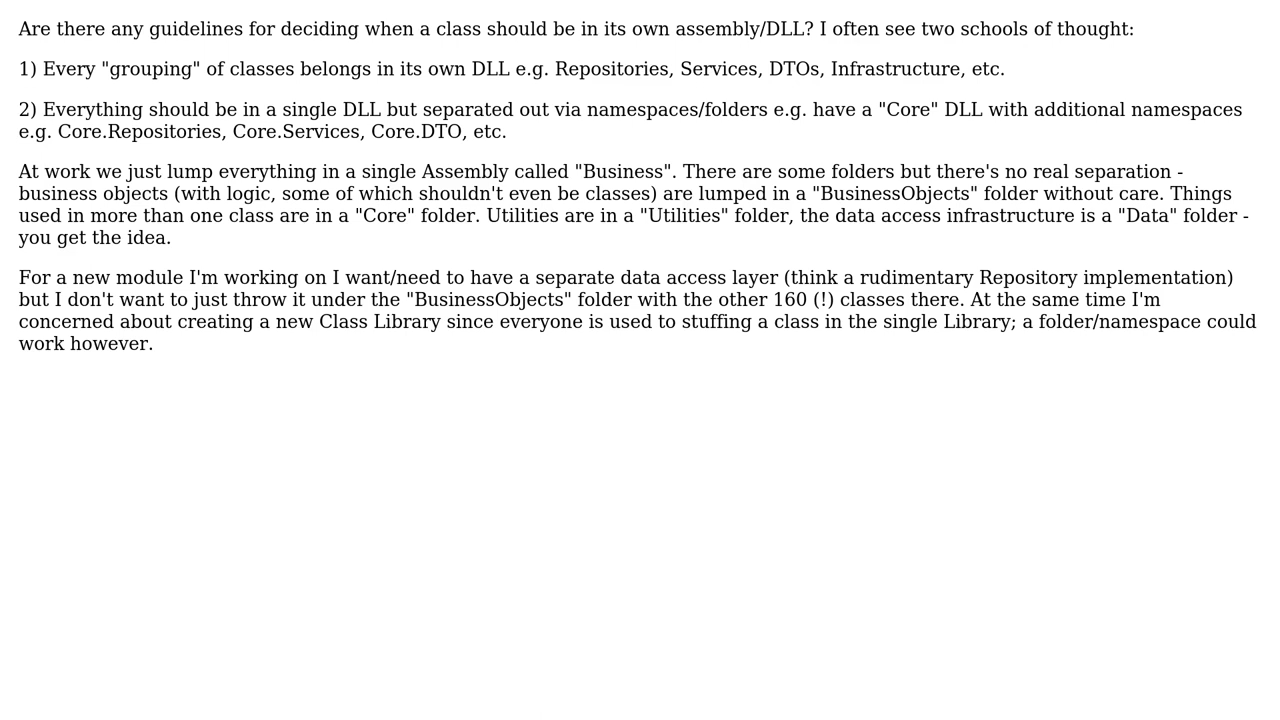 Are there any guidelines for deciding when a class should be in its own assembly/DLL? I often see two schools of thought:
1) Every "grouping" of classes belongs in its own DLL e.g. Repositories, Services, DTOs, Infrastructure, etc.
2) Everything should be in a single DLL but separated out via namespaces/folders e.g. have a "Core" DLL with additional namespaces
e.g. Core.Repositories, Core.Services, Core.DTO, etc.
At work we just lump everything in a single Assembly called "Business". There are some folders but there's no real separation -
business objects (with logic, some of which shouldn't even be classes) are lumped in a "BusinessObjects" folder without care. Things
used in more than one class are in a "Core" folder. Utilities are in a "Utilities" folder, the data access infrastructure is a "Data" folder -
you get the idea.
For a new module I'm working on I want/need to have a separate data access layer (think a rudimentary Repository implementation)
but I don't want to just throw it under the "BusinessObjects" folder with the other 160 (!) classes there. At the same time I'm
concerned about creating a new Class Library since everyone is used to stuffing a class in the single Library; a folder/namespace could
work however.